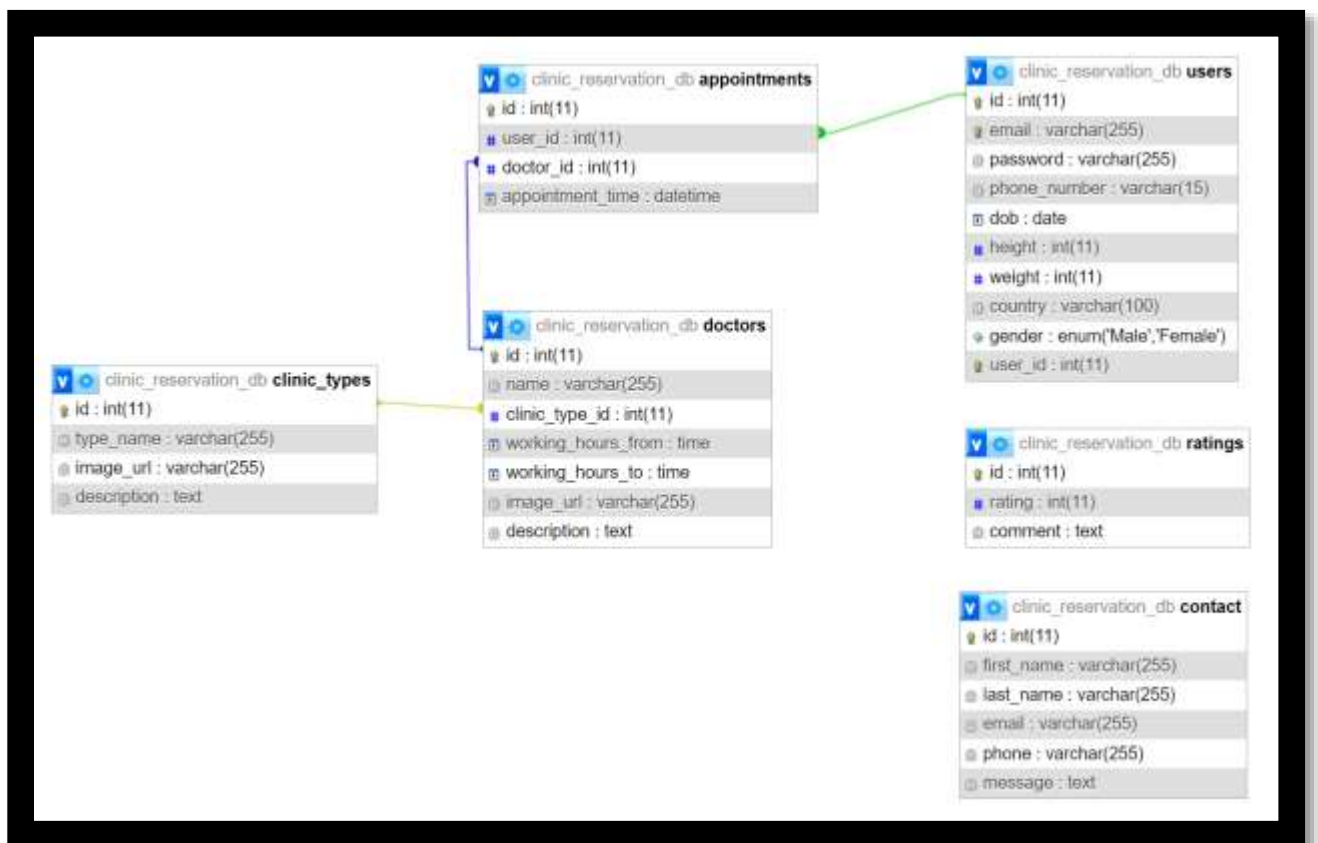 clinic_reservation_db appointments
id : int(11)
user_id : int(11)
doctor_id : int(11)
appointment_time : datetime
clinic_reservation_db users
id : int(11)
email : varchar(255)
password : varchar(255)
phone_number : varchar(15)
dob : date
height : int(11)
weight : int(11)
country : varchar(100)
gender : enum('Male','Female')
user_id : int(11)
clinic_reservation_db doctors
id : int(11)
name : varchar(255)
clinic_type_id : int(11)
working_hours_from : time
working_hours_to : time
image_url : varchar(255)
description : text
clinic_reservation_db clinic_types
id : int(11)
type_name : varchar(255)
image_url : varchar(255)
description : text
clinic_reservation_db ratings
id : int(11)
rating : int(11)
comment : text
clinic_reservation_db contact
id : int(11)
first_name : varchar(255)
last_name : varchar(255)
email : varchar(255)
phone : varchar(255)
message : text